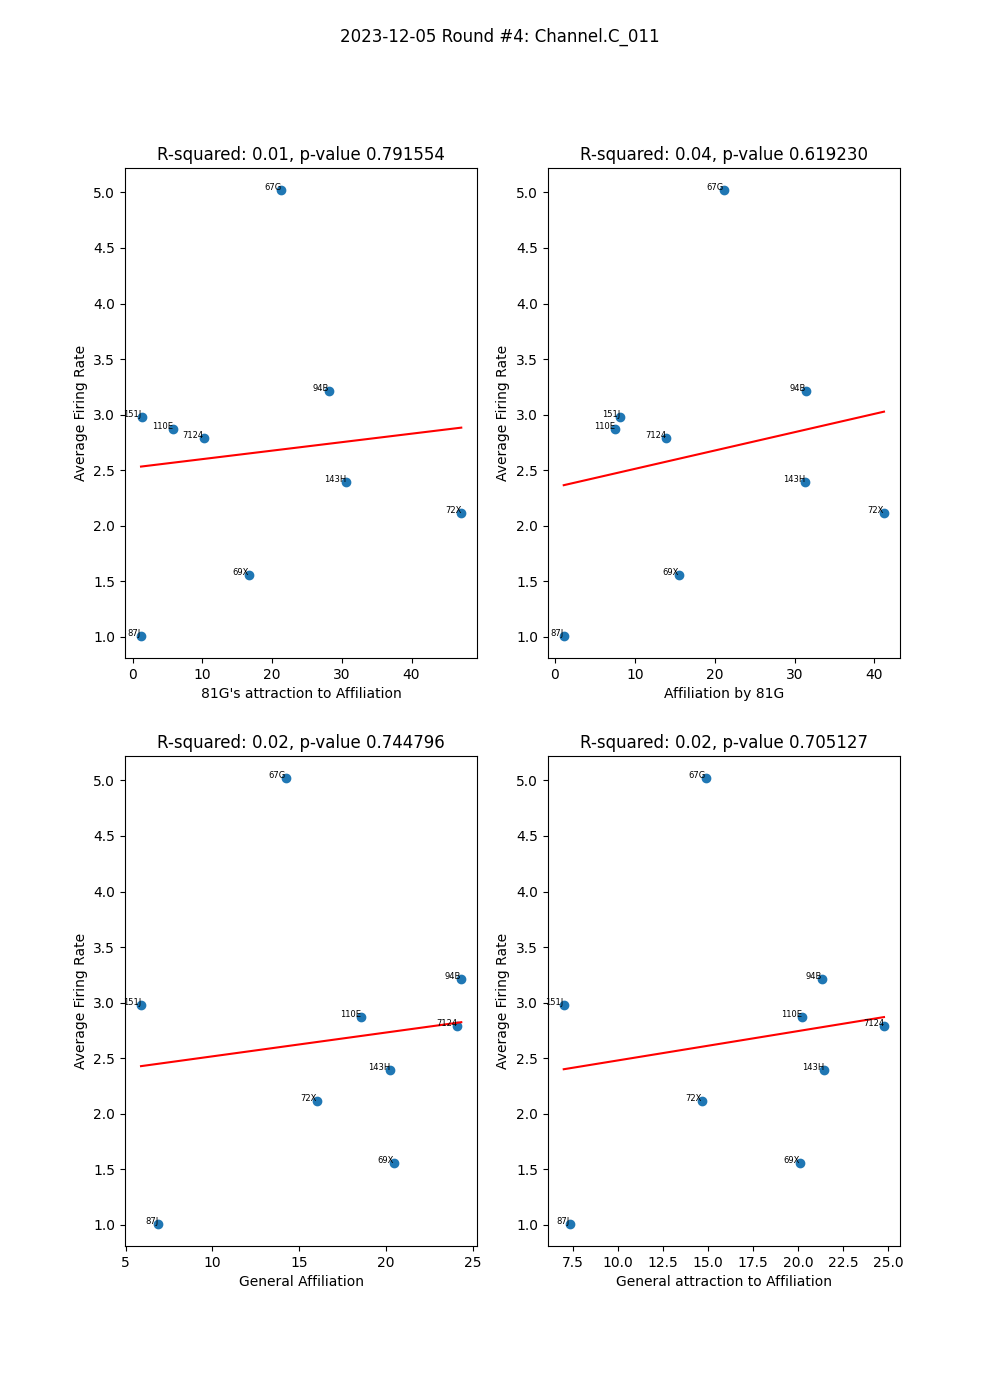 2023-12-05 Round #4: Channel.C_011
R-squared: 0.01, p-value 0.791554
Average Firing Rate
5.0
4.5
4.0
3.5
3.0
2.5
2.0
1.5
1.0
67G
94B
151J
110E
7124
143H
72X
69X
87J
0 10 20 30 40
81G's attraction to Affiliation
R-squared: 0.04, p-value 0.619230
Average Firing Rate
5.0
4.5
4.0
3.5
3.0
2.5
2.0
1.5
1.0
67G
94B
151J
110E
7124
143H
72X
69X
87J
0 10 20 30 40
Affiliation by 81G
R-squared: 0.02, p-value 0.744796
Average Firing Rate
5.0
4.5
4.0
3.5
3.0
2.5
2.0
1.5
1.0
67G
94B
151J
110E
7124
143H
72X
69X
87J
5 10 15 20 25
General Affiliation
R-squared: 0.02, p-value 0.705127
Average Firing Rate
5.0
4.5
4.0
3.5
3.0
2.5
2.0
1.5
1.0
67G
94B
151J
110E
7124
143H
72X
69X
87J
7.5 10.0 12.5 15.0 17.5 20.0 22.5 25.0
General attraction to Affiliation